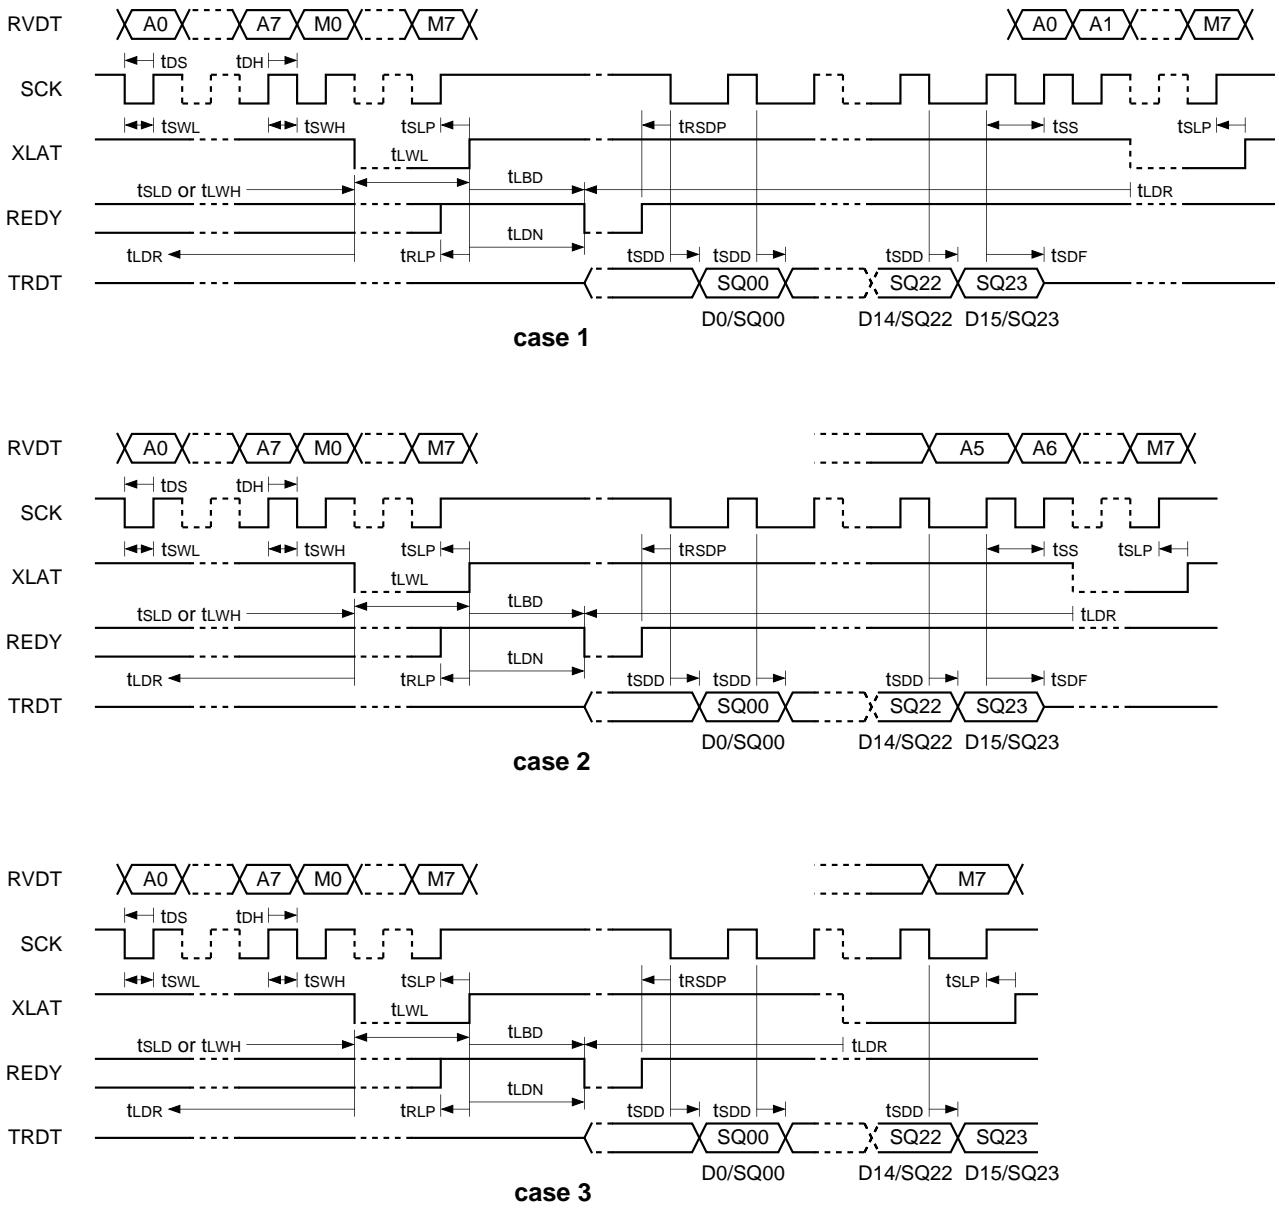 RVDT A0 A7 M0 M7 A0 A1 M7
tDS tDH
SCK
tSWL tSWH tSLP tRSDP tSS tSLP
XLAT
tLWL
tSLD or tLWH tLBD tLDR
REDY
tLDR tRLP tLDN tSDD tSDD tSDD tSDF
TRDT SQ00 SQ22 SQ23
D0/SQ00 D14/SQ22 D15/SQ23
case 1
RVDT A0 A7 M0 M7 A5 A6 M7
tDS tDH
SCK
tSWL tSWH tSLP tRSDP tSS tSLP
XLAT
tLWL
tSLD or tLWH tLBD tLDR
REDY
tLDN
tLDR tRLP tSDD tSDD tSDD tSDF
TRDT SQ00 SQ22 SQ23
D0/SQ00 D14/SQ22 D15/SQ23
case 2
RVDT A0 A7 M0 M7 M7
tDS tDH
SCK
tSWL tSWH tSLP tRSDP tSLP
XLAT
tLWL
tSLD or tLWH tLBD tLDR
REDY
tLDN
tLDR tRLP tSDD tSDD tSDD
TRDT SQ00 SQ22 SQ23
D0/SQ00 D14/SQ22 D15/SQ23
case 3